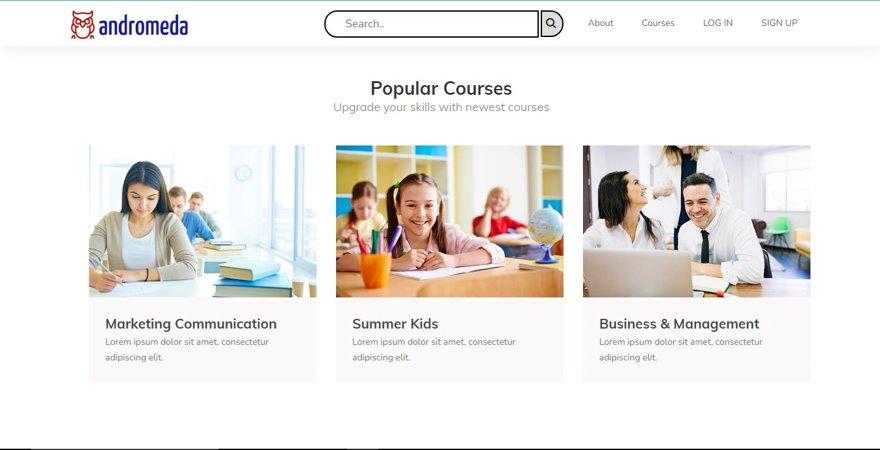 andromeda
Search..
About
Courses
LOG IN
SIGN UP
Popular Courses
Upgrade your skills with newest courses
Marketing Communication
Lorem ipsum dolor sit amet, consectetur
adipiscing elit.
Summer Kids
Lorem ipsum dolor sit amet, consectetur
adipiscing elit.
Business & Management
Lorem ipsum dolor sit amet, consectetur
adipiscing elit.